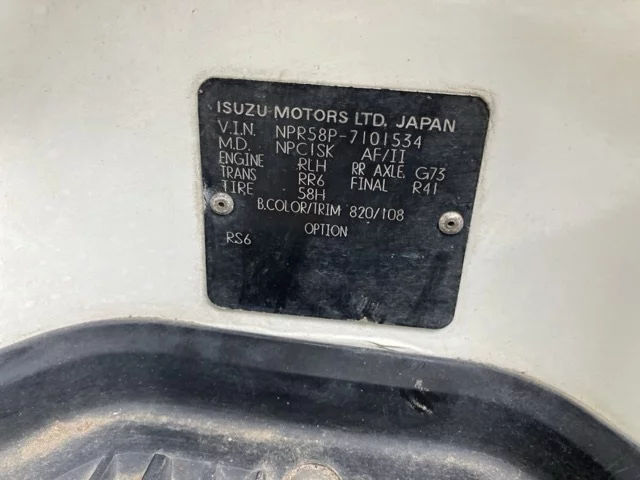 ISUZU MOTORS LTD. JAPAN
V.I.N. NPR58P-7101534
M.D. NPC1SK AF/II
ENGINE RLH RR AXLE. G73
TRANS RR6 FINAL R41
TIRE 58H
B.COLOR/TRIM 820/108
OPTION
RS6